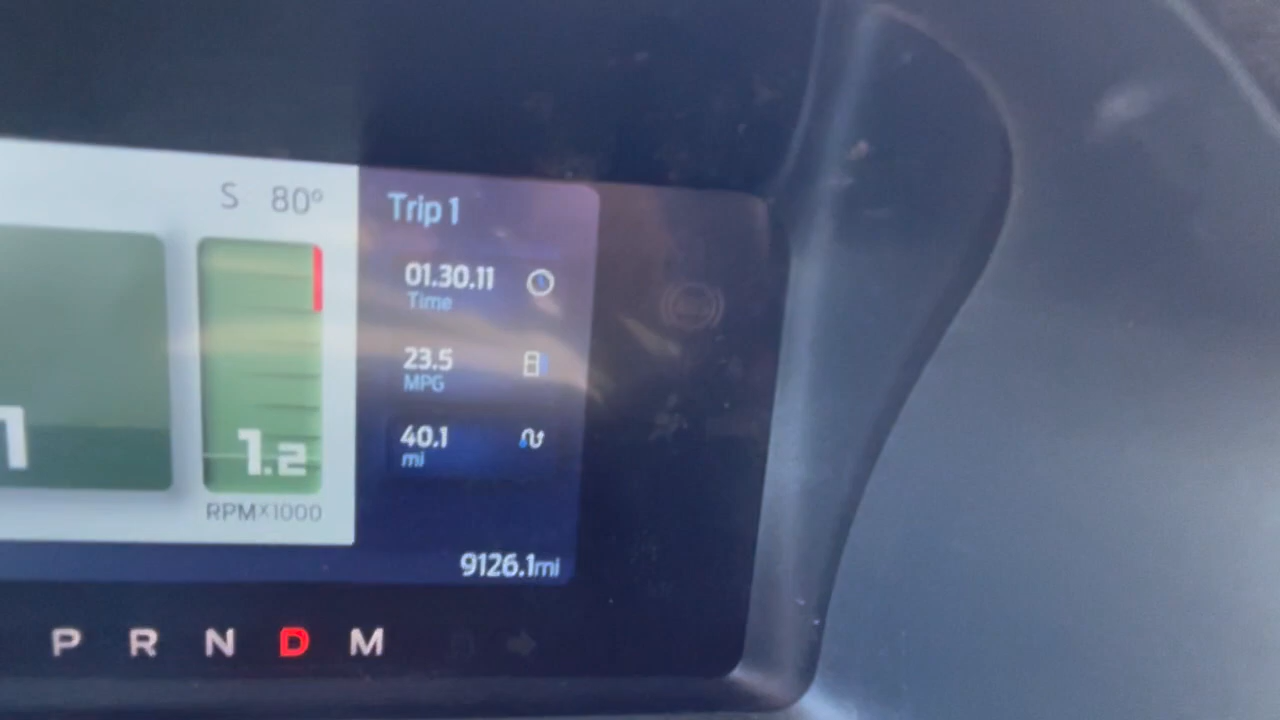 S 80°
Trip 1
01.30.11
Time
23.5
MPG
40.1
mi
1
1.2
RPM×1000
9126.1mi
P R N D M